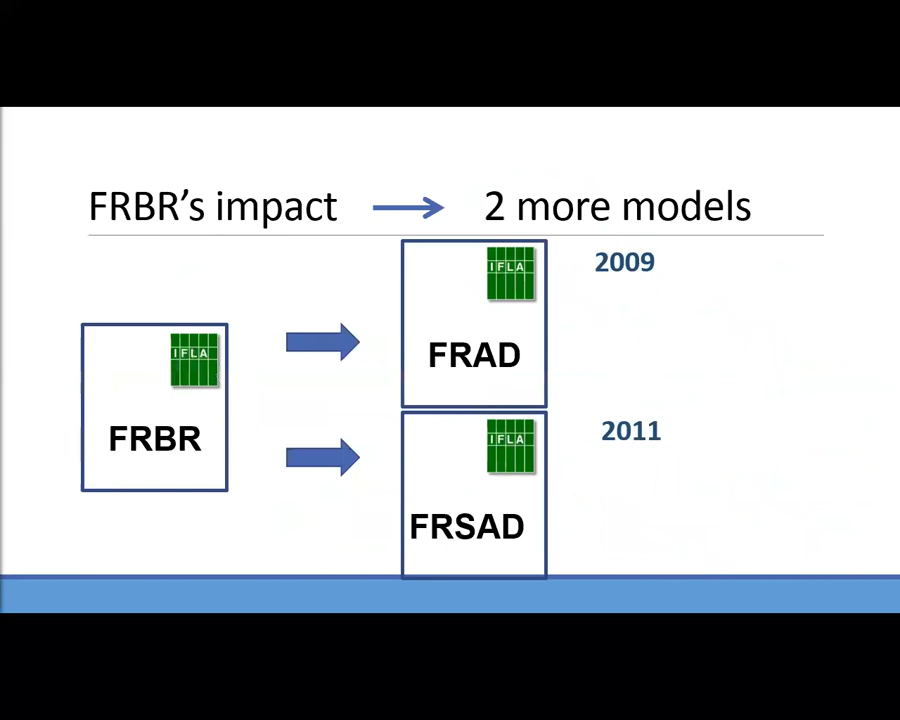 FRBR's impact → 2 more models
IFLA
2009
FRAD
IFLA
FRBR
IFLA
2011
FRSAD